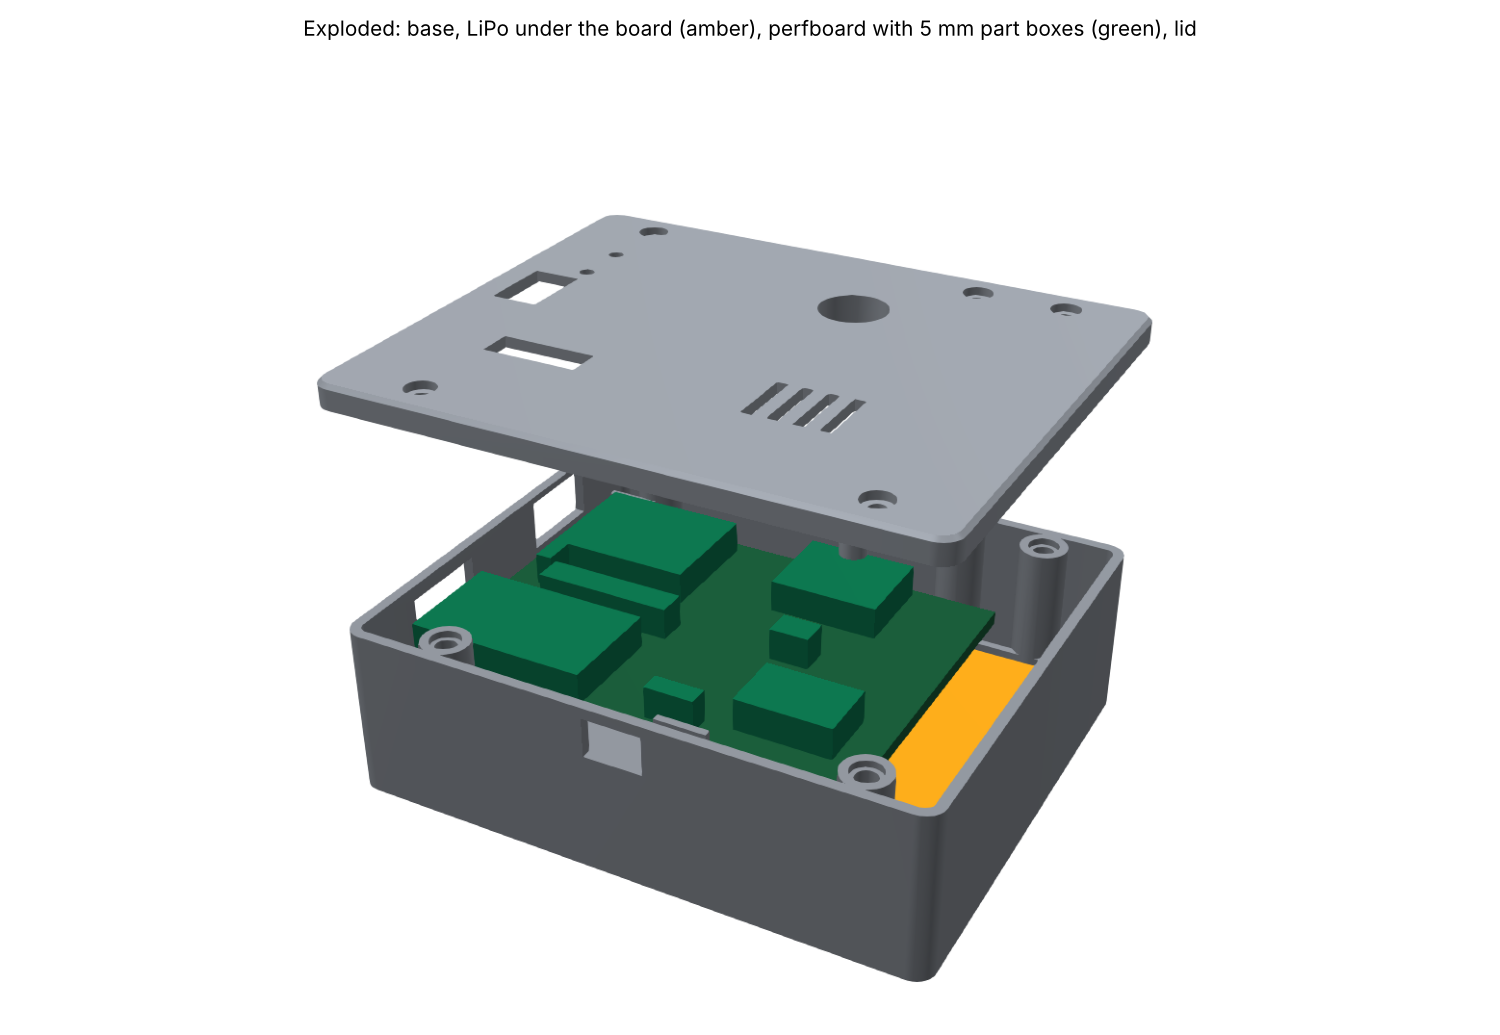 Exploded: base, LiPo under the board (amber), perfboard with 5 mm part boxes (green), lid